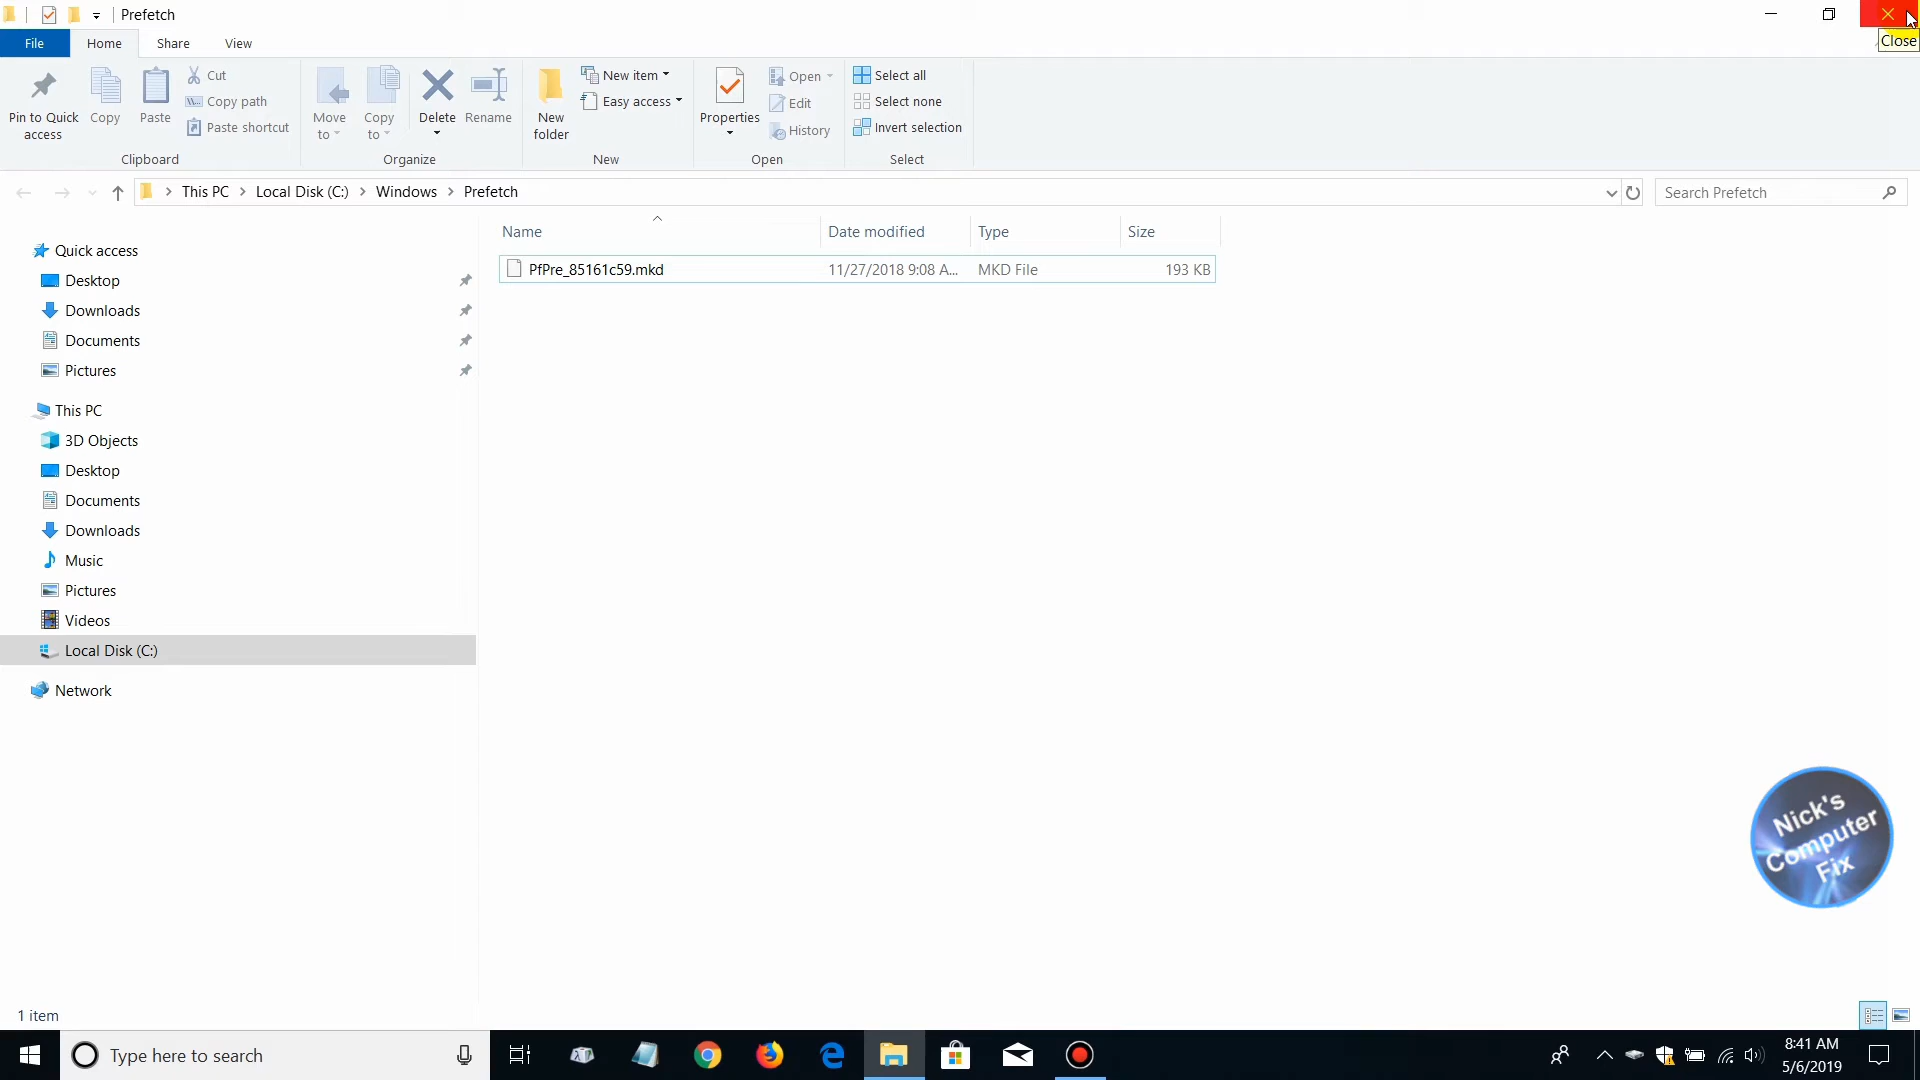 Prefetch
Close
File Home Share View
Pin to Quick access
Copy
Paste
Cut
Copy path
Paste shortcut
Clipboard
Move to
Copy to
Delete
Rename
Organize
New folder
New item
Easy access
New
Properties
Open
Edit
History
Open
Select all
Select none
Invert selection
Select
This PC > Local Disk (C:) > Windows > Prefetch
Search Prefetch
Name Date modified Type Size
PfPre_85161c59.mkd 11/27/2018 9:08 A... MKD File 193 KB
Quick access
Desktop
Downloads
Documents
Pictures
This PC
3D Objects
Desktop
Documents
Downloads
Music
Pictures
Videos
Local Disk (C:)
Network
Nick's
Computer
Fix
1 item
Type here to search
8:41 AM
5/6/2019